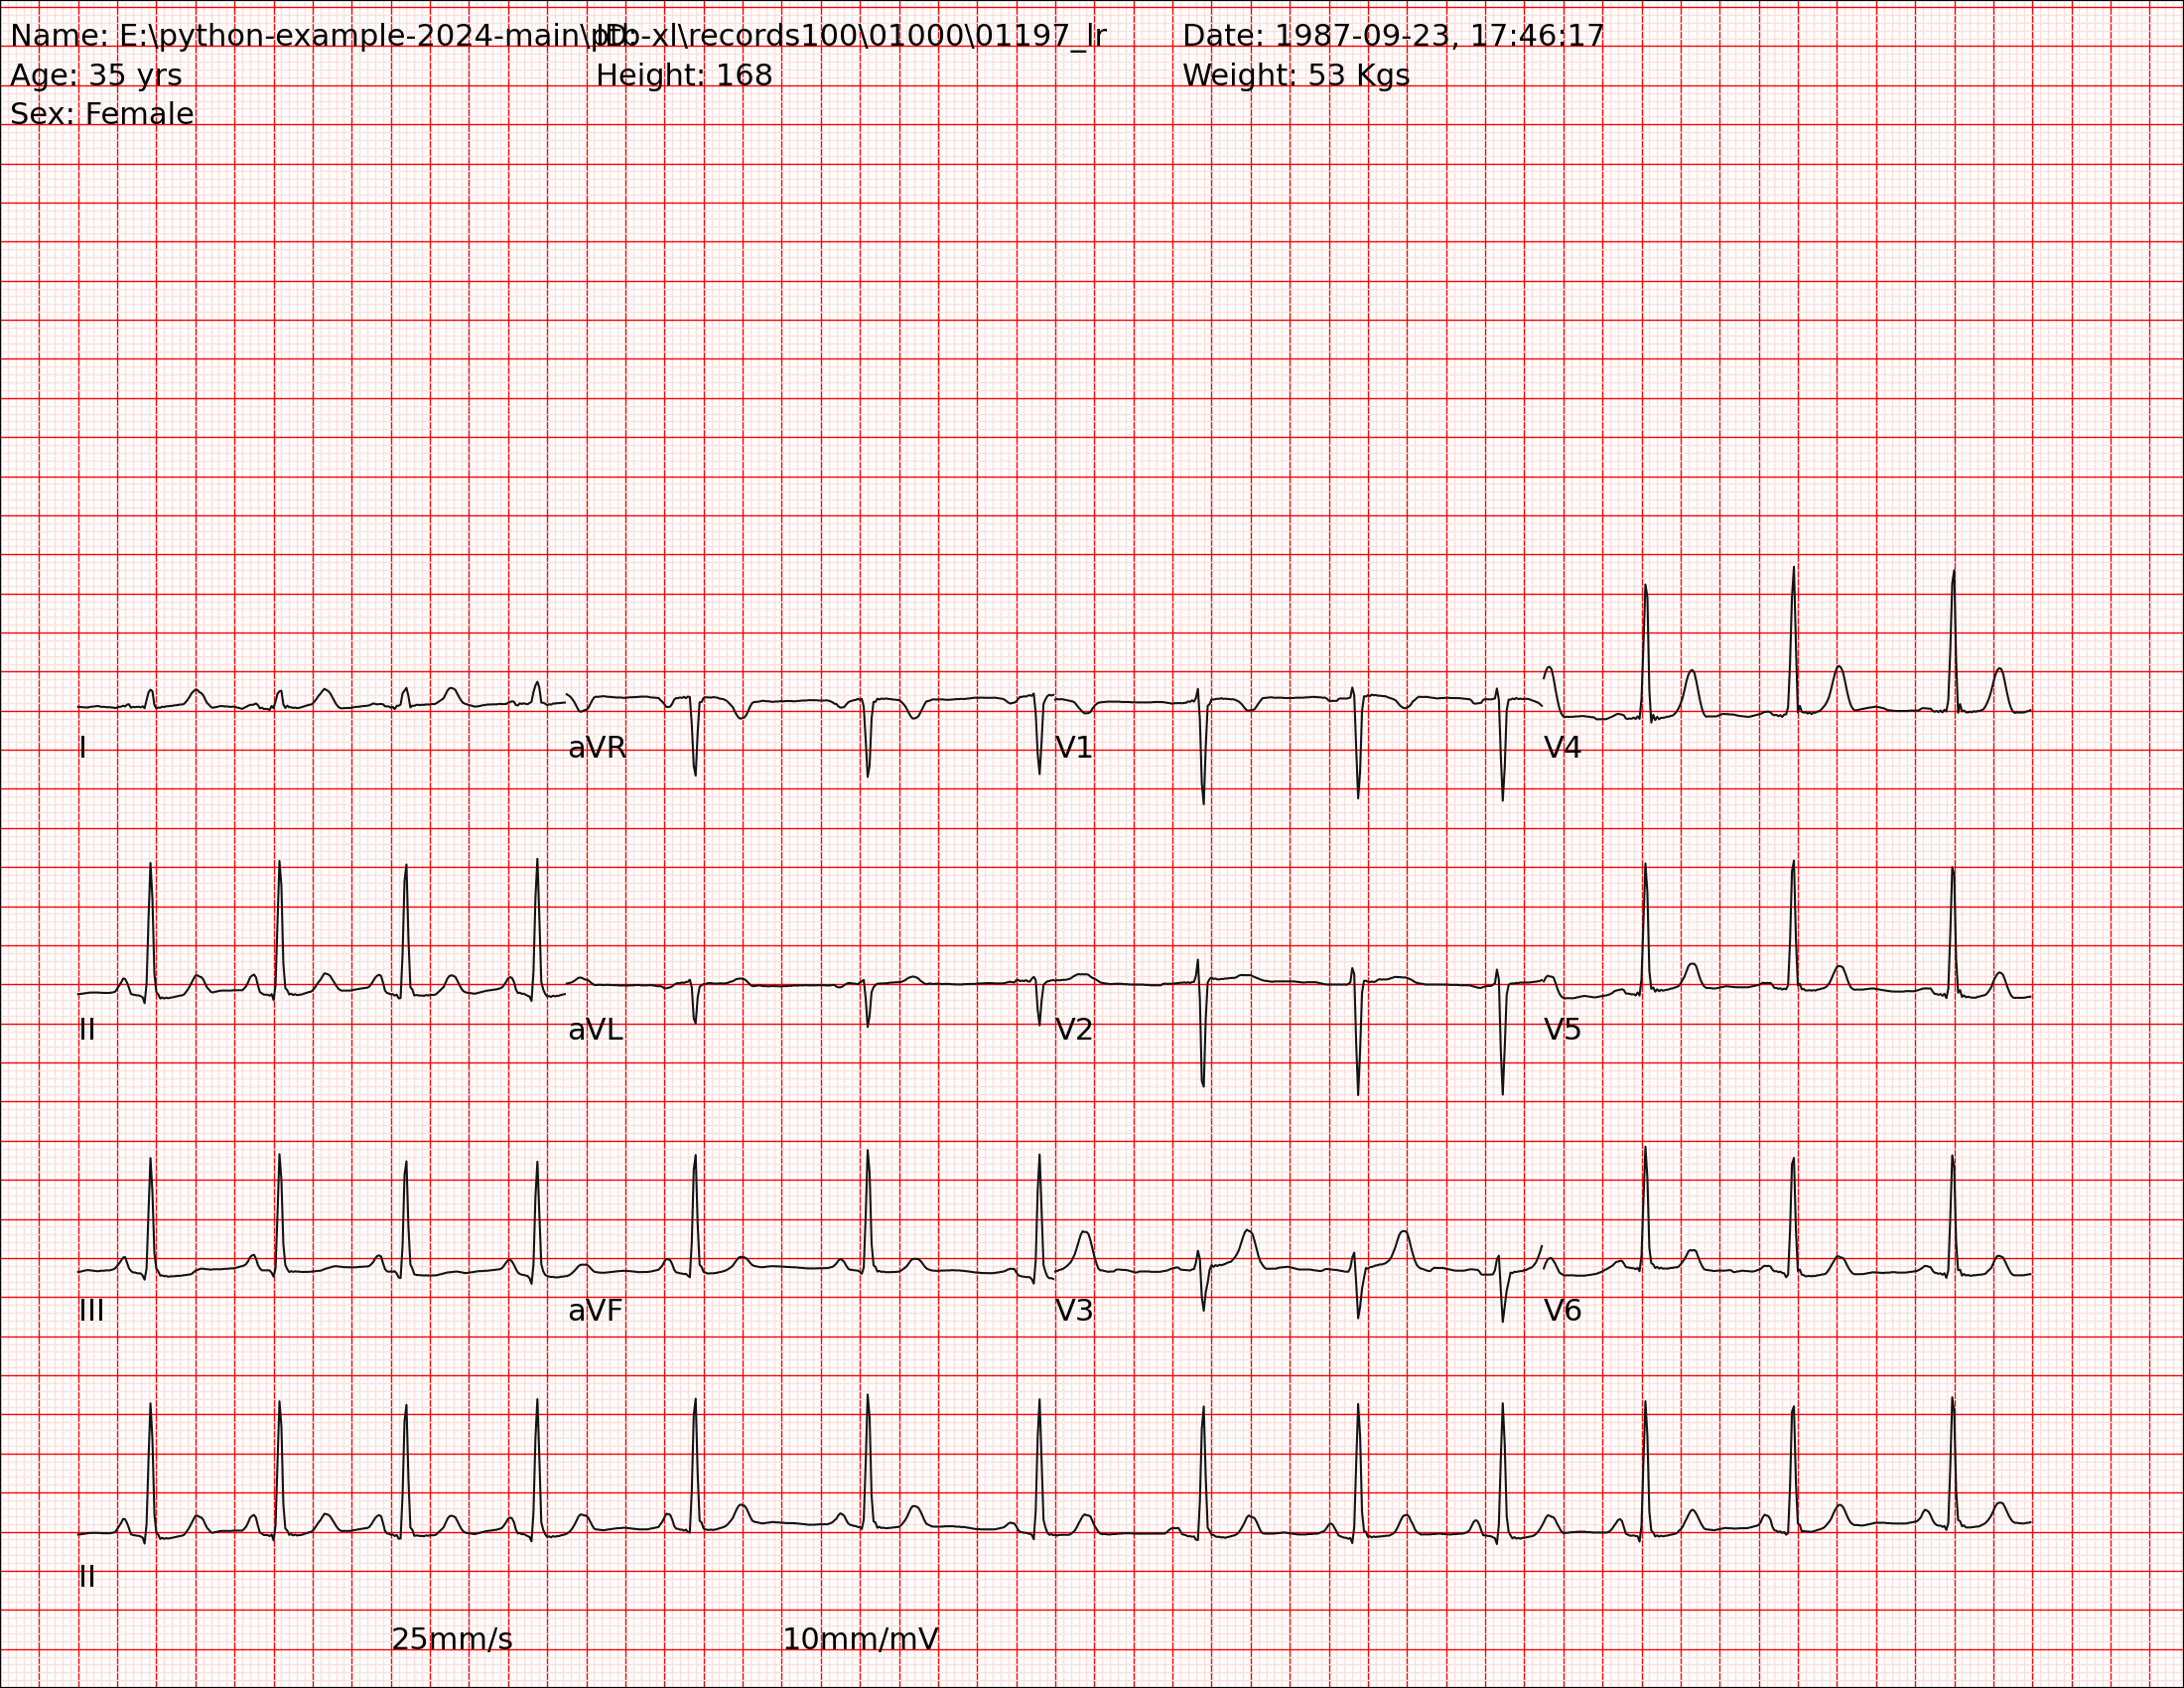 Name: E:\python-example-2024-main\ptb-xl\records100\01000\01197_lr ID: Date: 1987-09-23, 17:46:17
Age: 35 yrs Height: 168 Weight: 53 Kgs
Sex: Female
I aVR V1 V4
II aVL V2 V5
III aVF V3 V6
II
25mm/s 10mm/mV